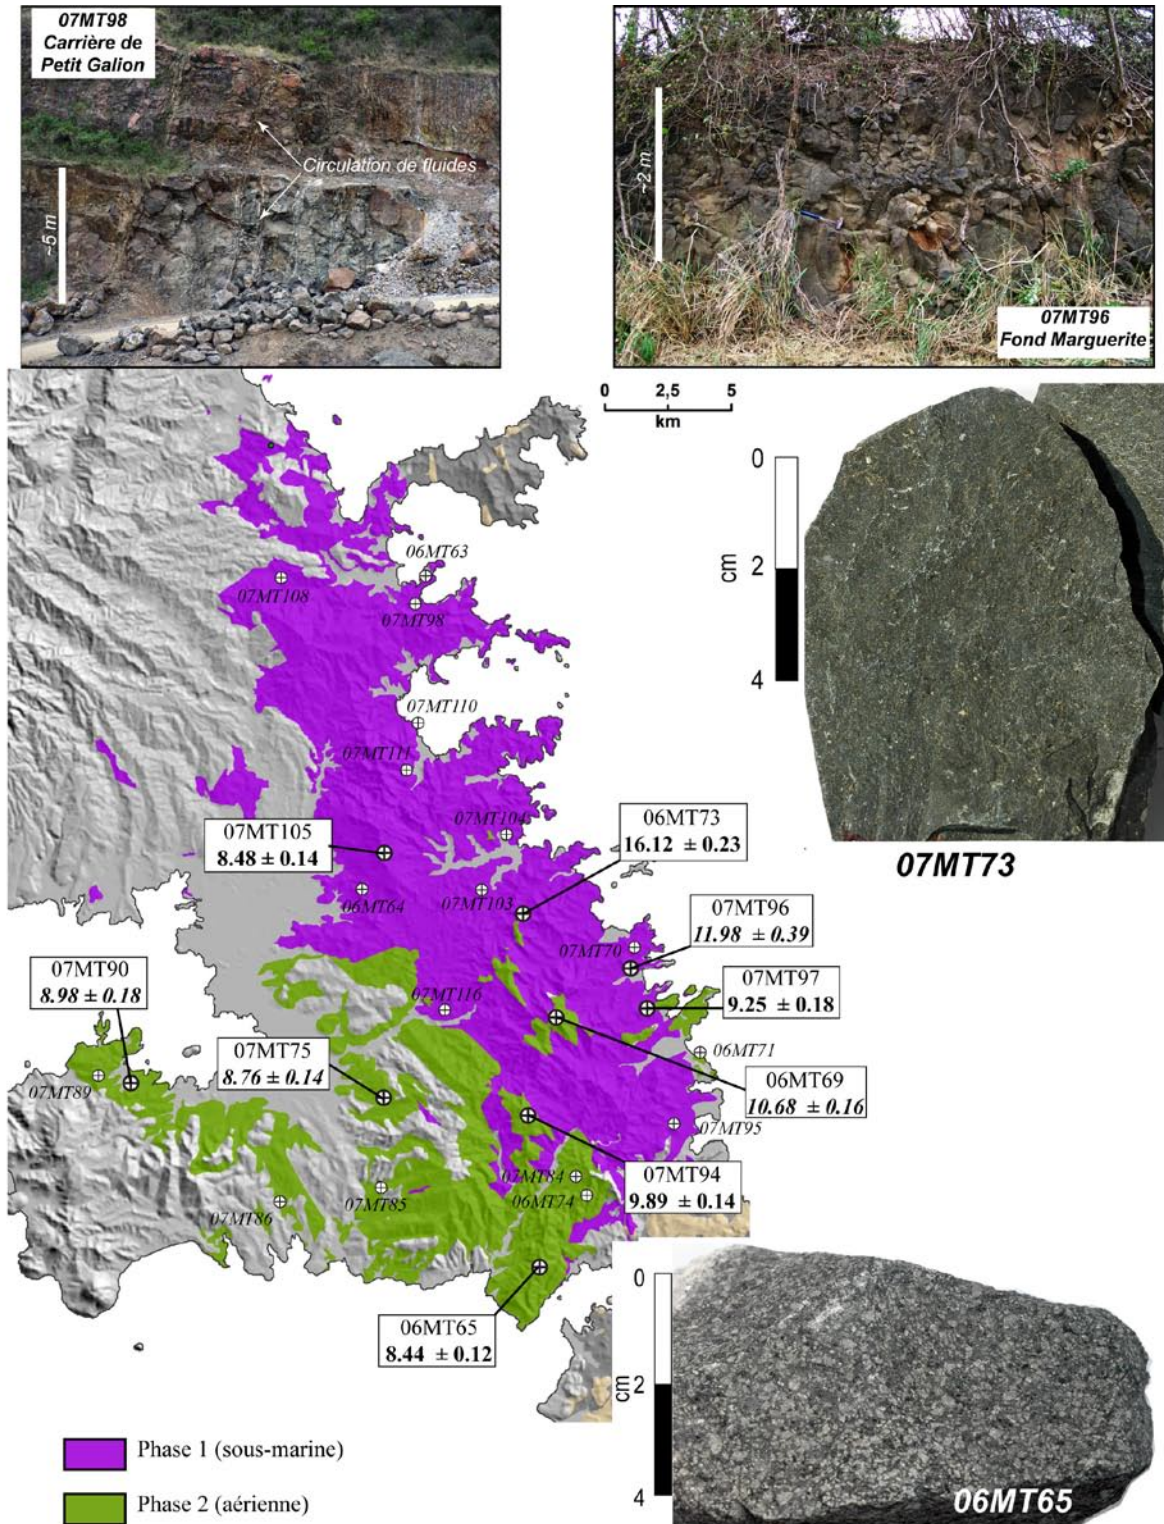 07MT98
Carrière de
Petit Galion
Circulation de fluides
~5 m
~2 m
07MT96
Fond Marguerite
0 2,5 5
km
0
2
4
cm
07MT73
06MT63
07MT108
07MT98
07MT110
07MT111
07MT104
07MT105
8.48 ± 0.14
06MT73
16.12 ± 0.23
06MT64
07MT103
07MT96
11.98 ± 0.39
07MT70
07MT90
8.98 ± 0.18
07MT97
9.25 ± 0.18
07MT116
07MT75
8.76 ± 0.14
06MT71
07MT89
06MT69
10.68 ± 0.16
07MT95
07MT94
9.89 ± 0.14
07MT84
06MT74
07MT85
07MT86
06MT65
8.44 ± 0.12
0
2
4
cm
06MT65
Phase 1 (sous-marine)
Phase 2 (aérienne)